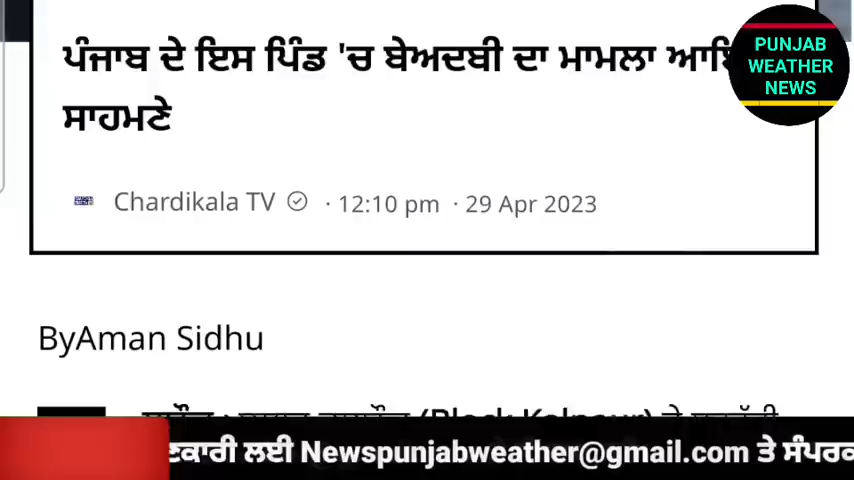 ਪੰਜਾਬ ਦੇ ਇਸ ਪਿੰਡ 'ਚ ਬੇਅਦਬੀ ਦਾ ਮਾਮਲਾ
ਸਾਹਮਣੇ
PUNJAB
WEATHER
NEWS
Chardikala TV · 12:10 pm · 29 Apr 2023
ByAman Sidhu
ਲਈ Newspunjabweather@gmail.com ਤੇ